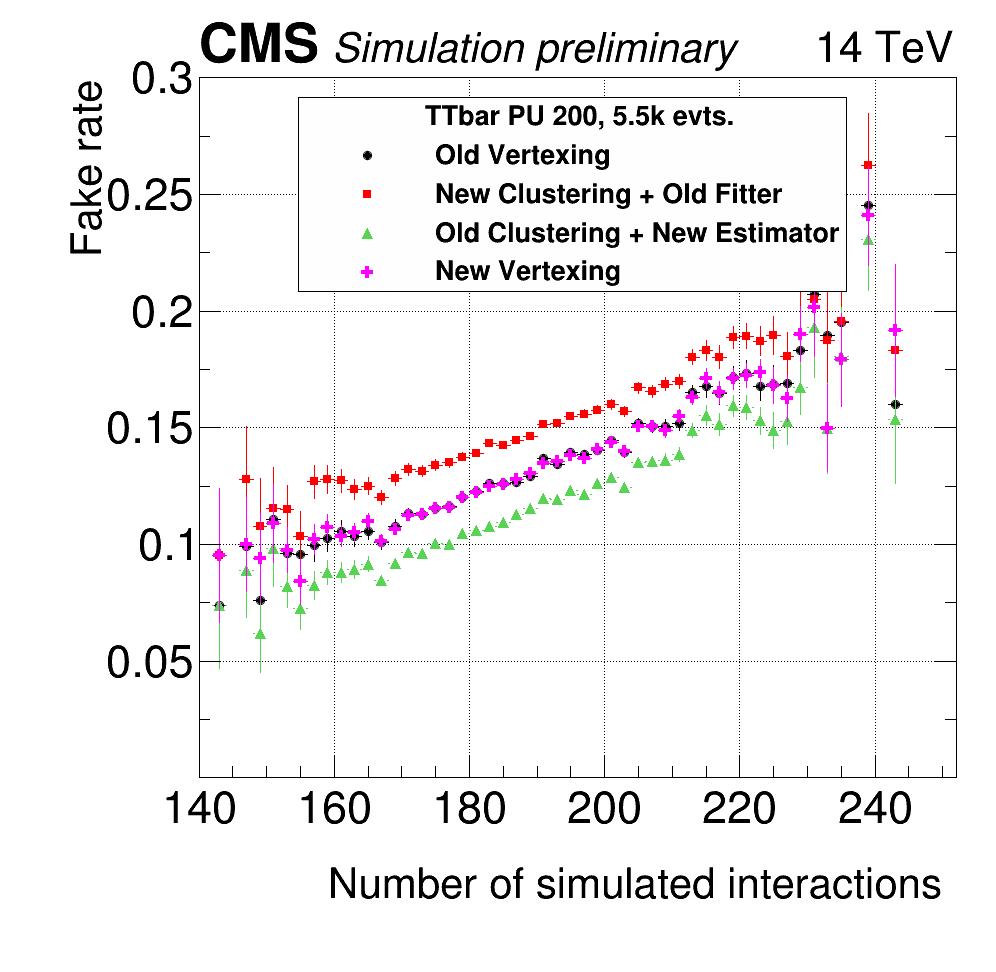 CMS Simulation preliminary 14 TeV
Fake rate
0.3
0.25
0.2
0.15
0.1
0.05
TTbar PU 200, 5.5k evts.
Old Vertexing
New Clustering + Old Fitter
Old Clustering + New Estimator
New Vertexing
140 160 180 200 220 240
Number of simulated interactions